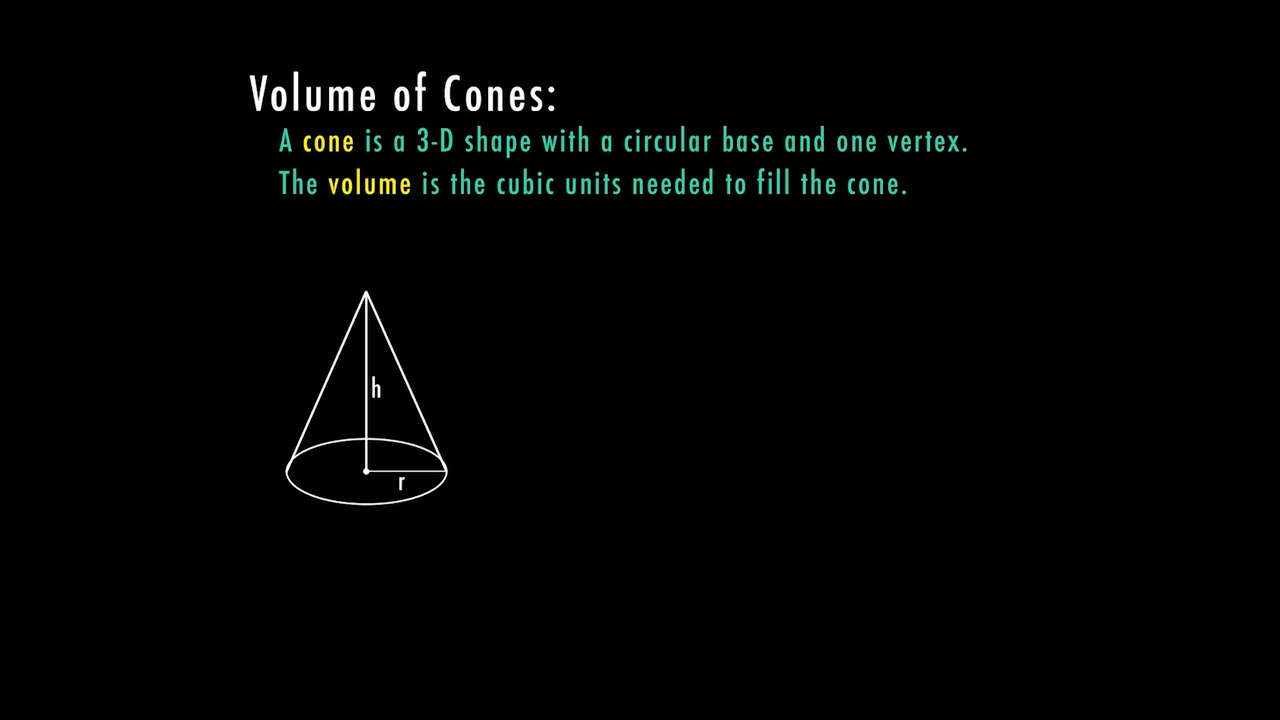 Volume of Cones:
A cone is a 3-D shape with a circular base and one vertex.
The volume is the cubic units needed to fill the cone.
h
r